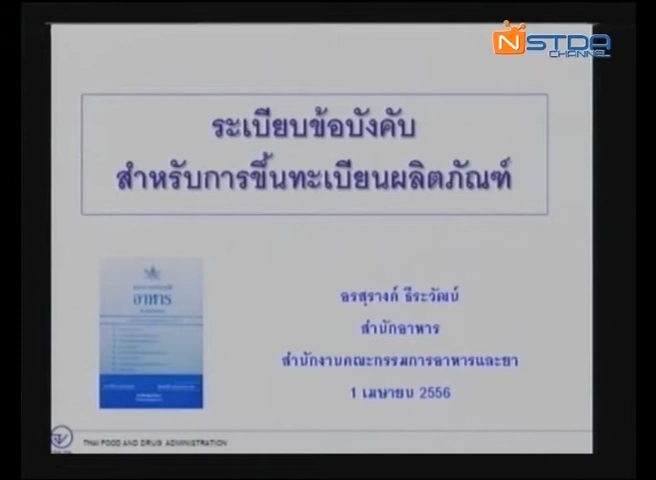 NSTDA
CHANNEL
ระเบียบข้อบังคับ
สำหรับการขึ้นทะเบียนผลิตภัณฑ์
อาหาร
อรสุรางค์ ธีระวัฒน์
สำนักอาหาร
สำนักงานคณะกรรมการอาหารและยา
1 เมษายน 2556
THAI FOOD AND DRUG ADMINISTRATION